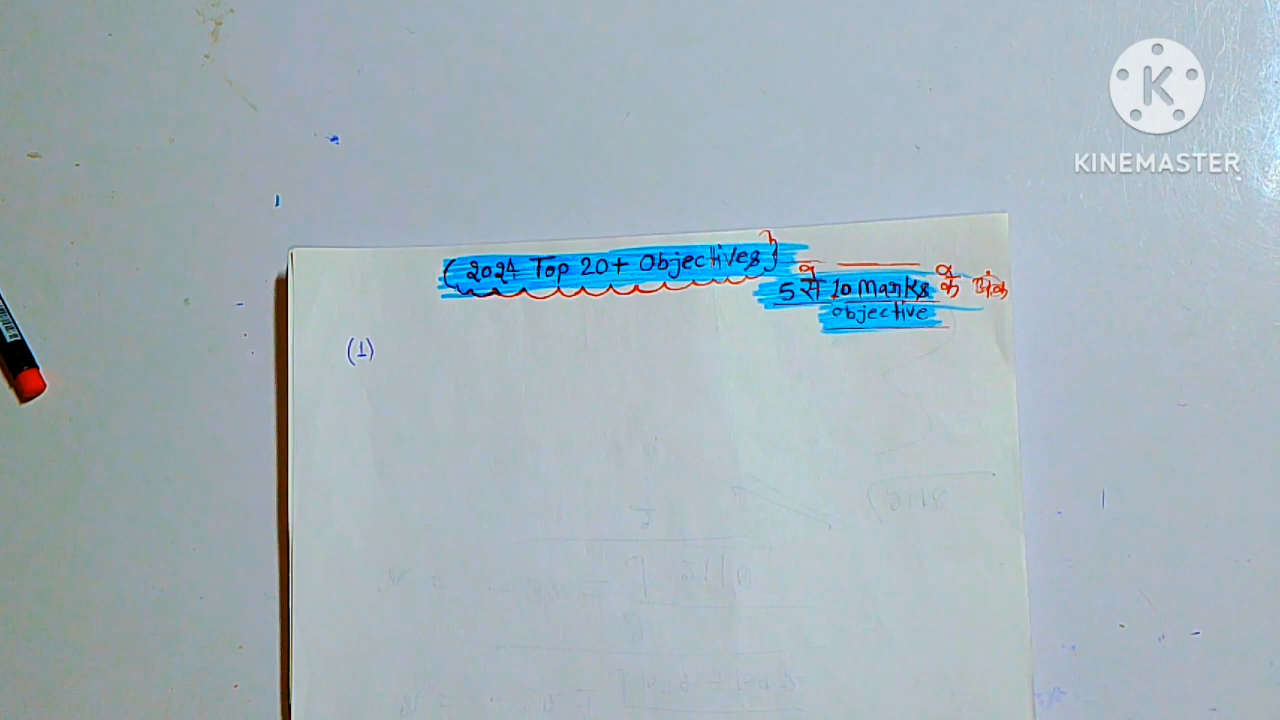 ( 2024 Top 20+ Objectives }
5 से 10 Marks के
objective
(1)
K
KINEMASTER